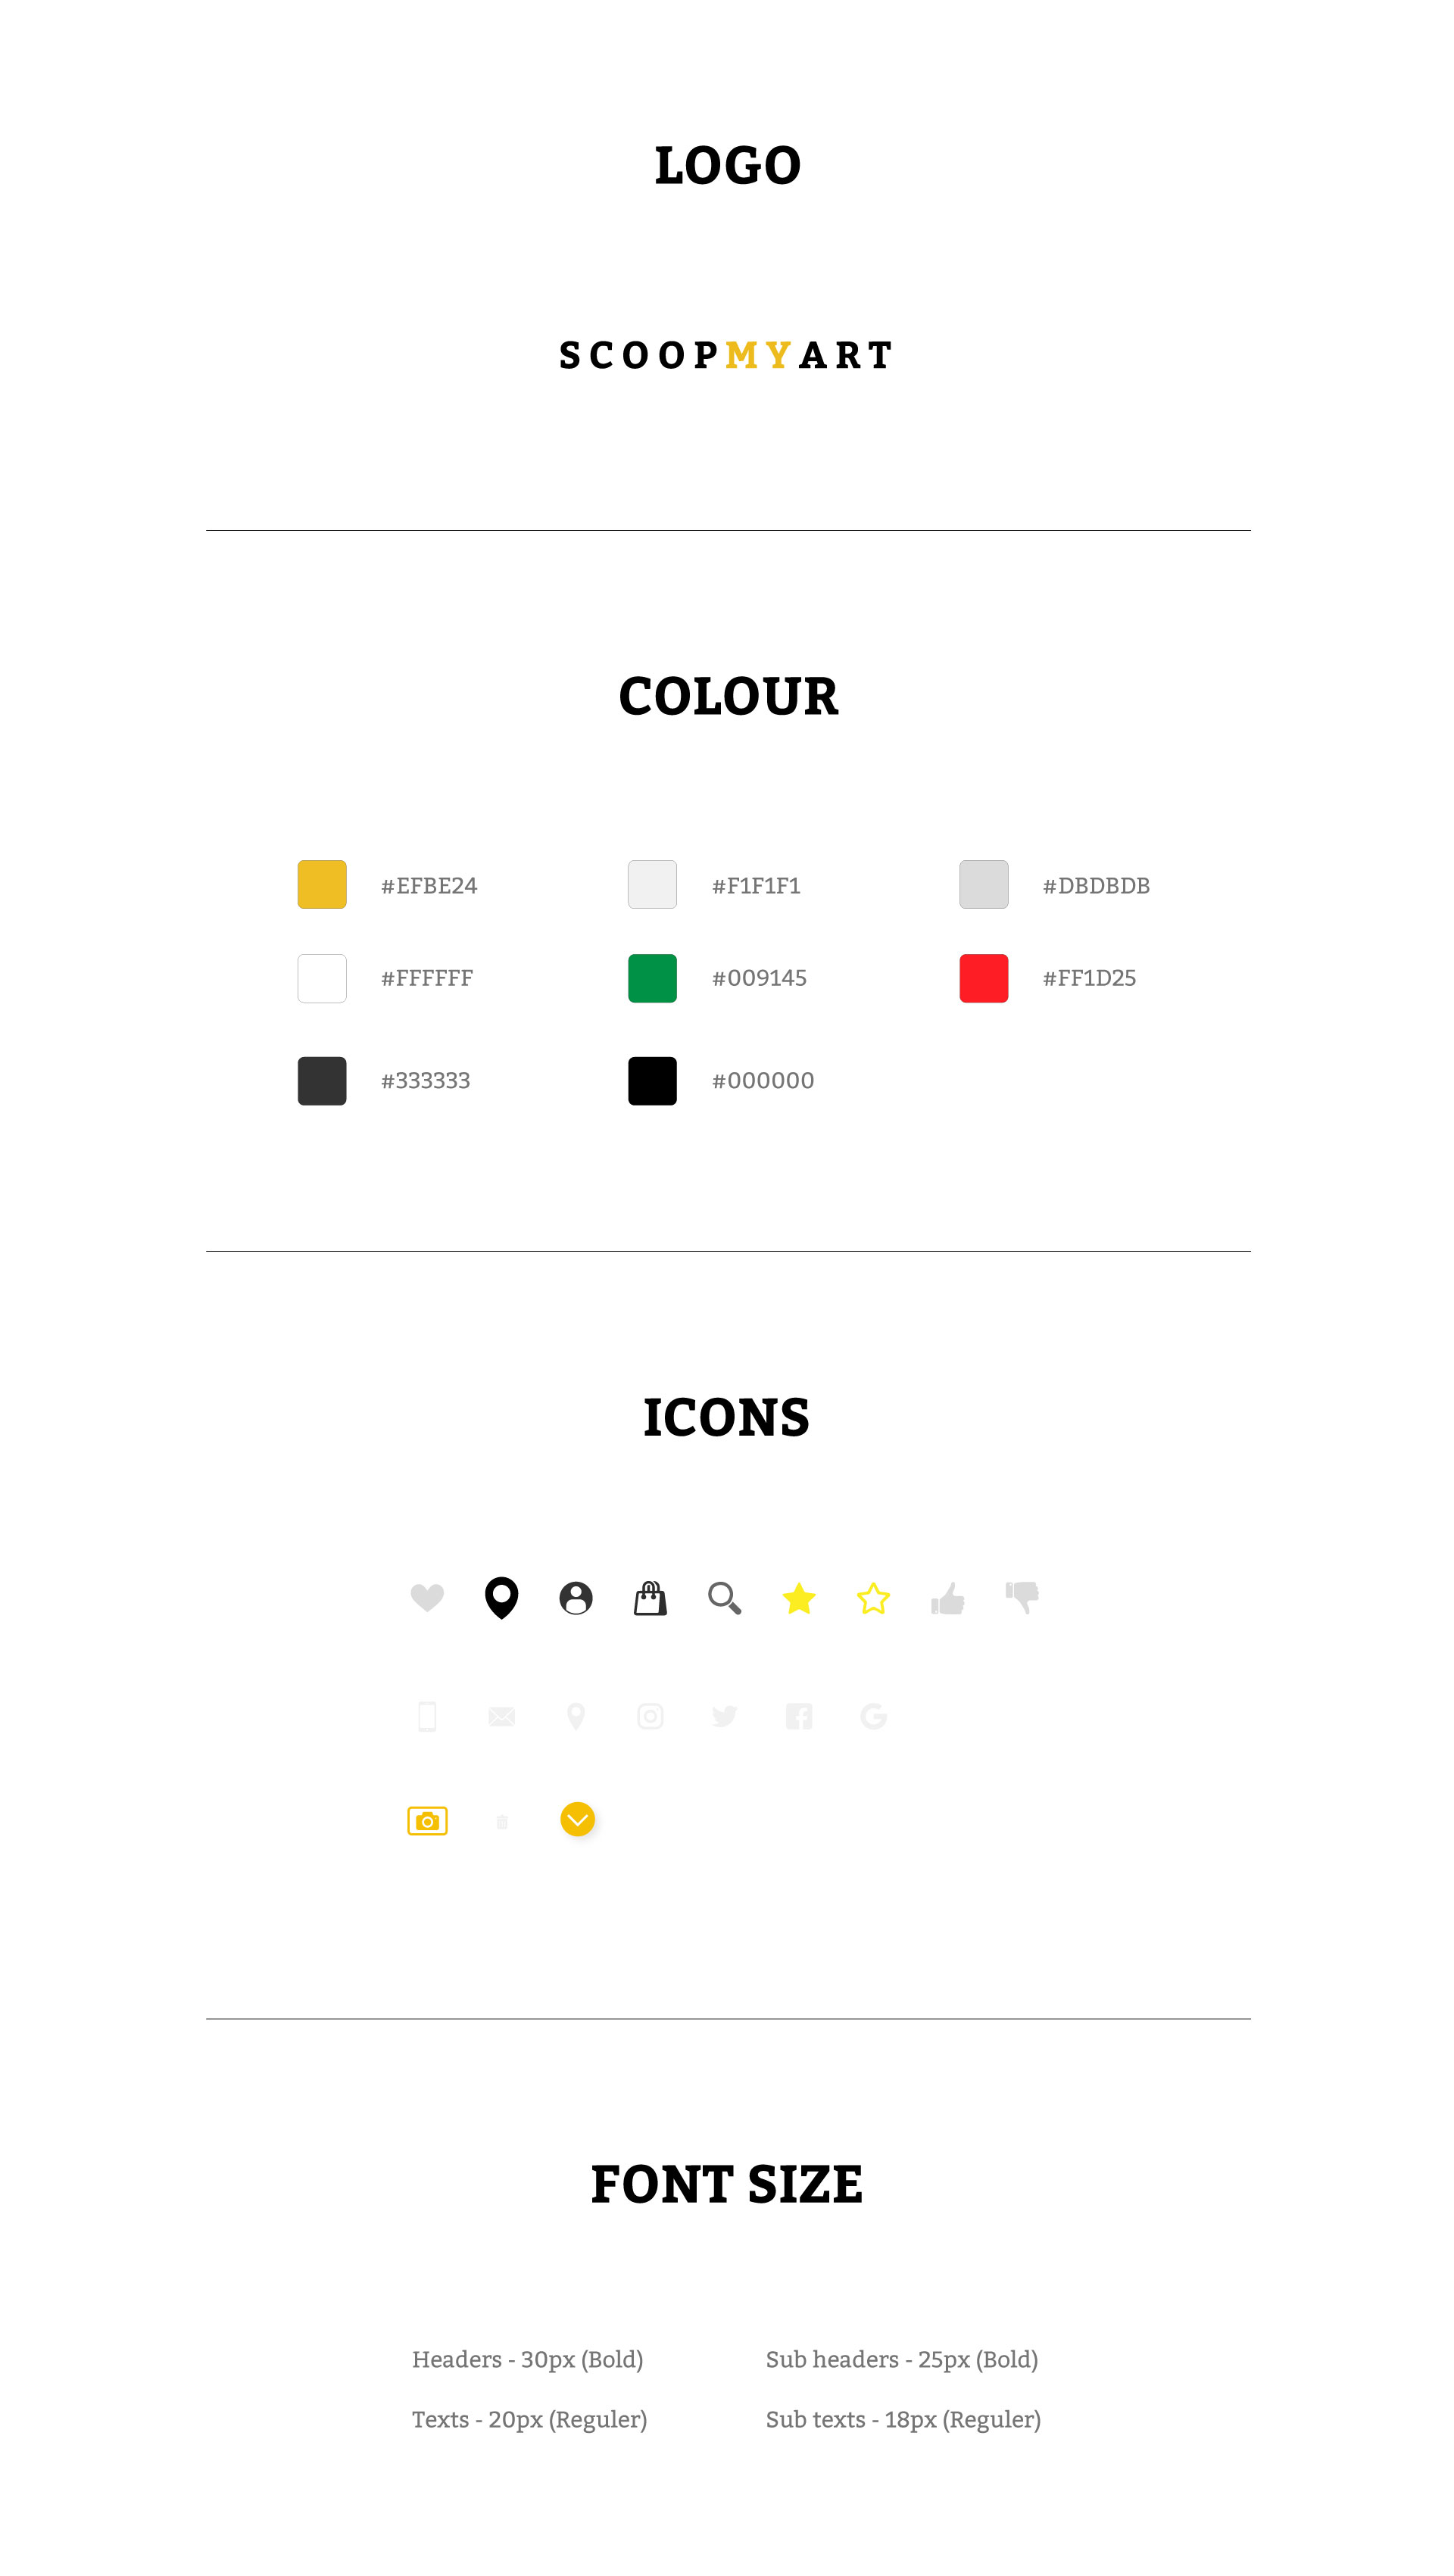 LOGO
SCOOPMYART
COLOUR
#EFBE24 #F1F1F1 #DBDBDB
#FFFFFF #009145 #FF1D25
#333333 #000000
ICONS
FONT SIZE
Headers - 30px (Bold) Sub headers - 25px (Bold)
Texts - 20px (Reguler) Sub texts - 18px (Reguler)